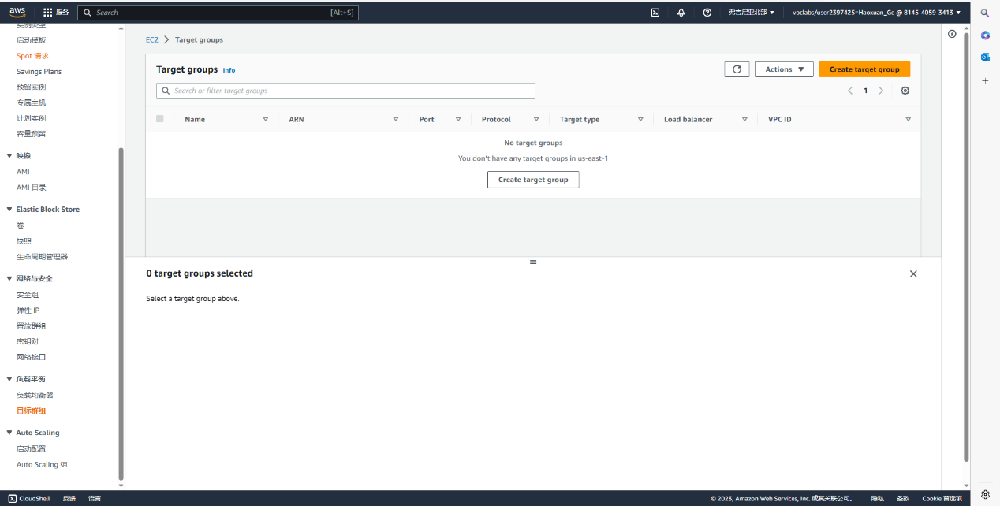 aws
服务
Search
[Alt+S]
弗吉尼亚北部
voclabs/user2397425=Haoxuan_Ge @ 8145-4059-3413
实例类型
启动模板
Spot 请求
Savings Plans
预留实例
专属主机
计划实例
容量预留
映像
AMI
AMI 目录
Elastic Block Store
卷
快照
生命周期管理器
网络与安全
安全组
弹性 IP
置放群组
密钥对
网络接口
负载平衡
负载均衡器
目标群组
Auto Scaling
启动配置
Auto Scaling 组
EC2 > Target groups
Target groups Info
Actions
Create target group
Search or filter target groups
1
Name ARN Port Protocol Target type Load balancer VPC ID
No target groups
You don't have any target groups in us-east-1
Create target group
0 target groups selected
Select a target group above.
CloudShell 反馈 语言
© 2023, Amazon Web Services, Inc. 或其关联公司。 隐私 条款 Cookie 首选项